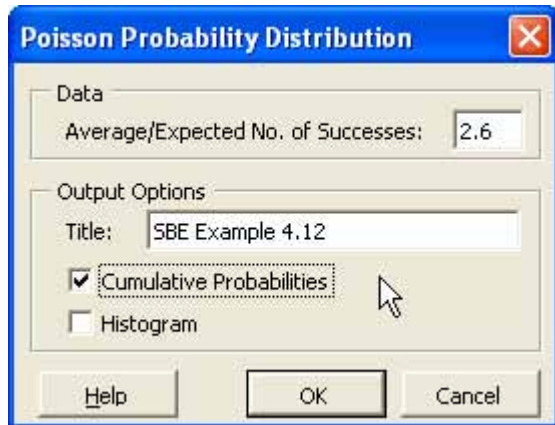 Poisson Probability Distribution
Data
Average/Expected No. of Successes: 2.6
Output Options
Title: SBE Example 4.12
Cumulative Probabilities
Histogram
Help OK Cancel